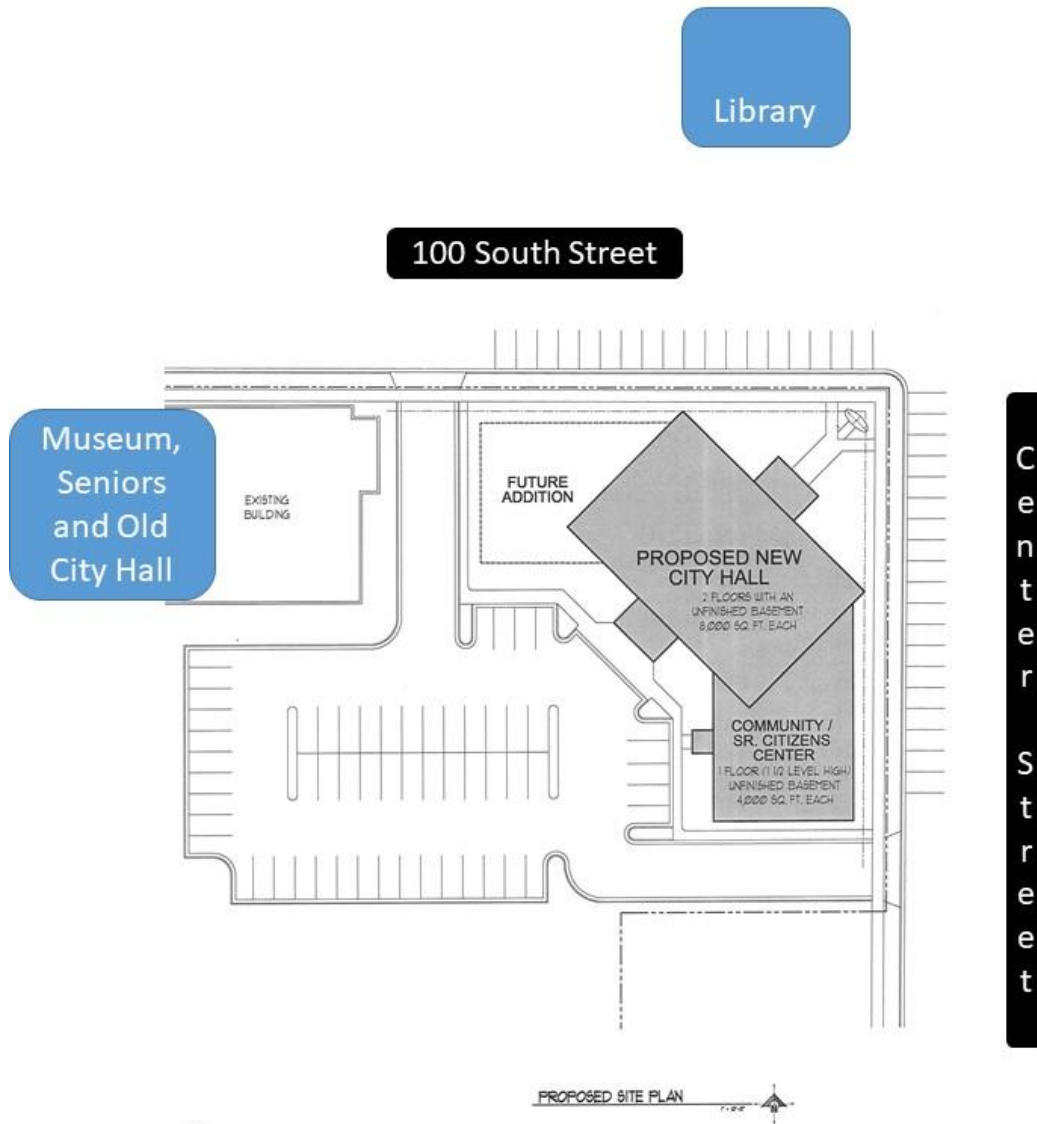 Library
100 South Street
Museum,
Seniors
and Old
City Hall
EXISTING
BUILDING
FUTURE
ADDITION
PROPOSED NEW
CITY HALL
2 FLOORS WITH AN
UNFINISHED BASEMENT
8,000 SQ. FT. EACH
COMMUNITY /
SR. CITIZENS
CENTER
1 FLOOR (1 1/2 LEVEL HIGH)
UNFINISHED BASEMENT
4,000 SQ. FT. EACH
Center Street
PROPOSED SITE PLAN
N